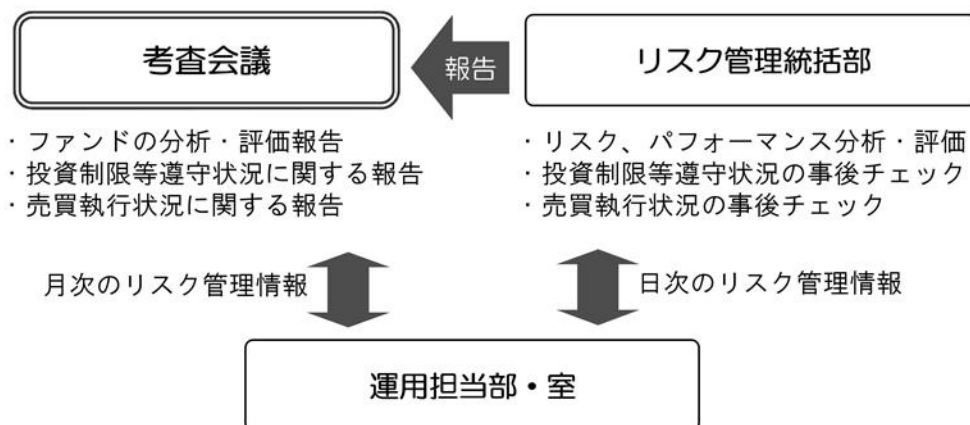 考査会議
報告
リスク管理統括部
・ファンドの分析・評価報告
・投資制限等遵守状況に関する報告
・売買執行状況に関する報告
・リスク、パフォーマンス分析・評価
・投資制限等遵守状況の事後チェック
・売買執行状況の事後チェック
月次のリスク管理情報
日次のリスク管理情報
運用担当部・室